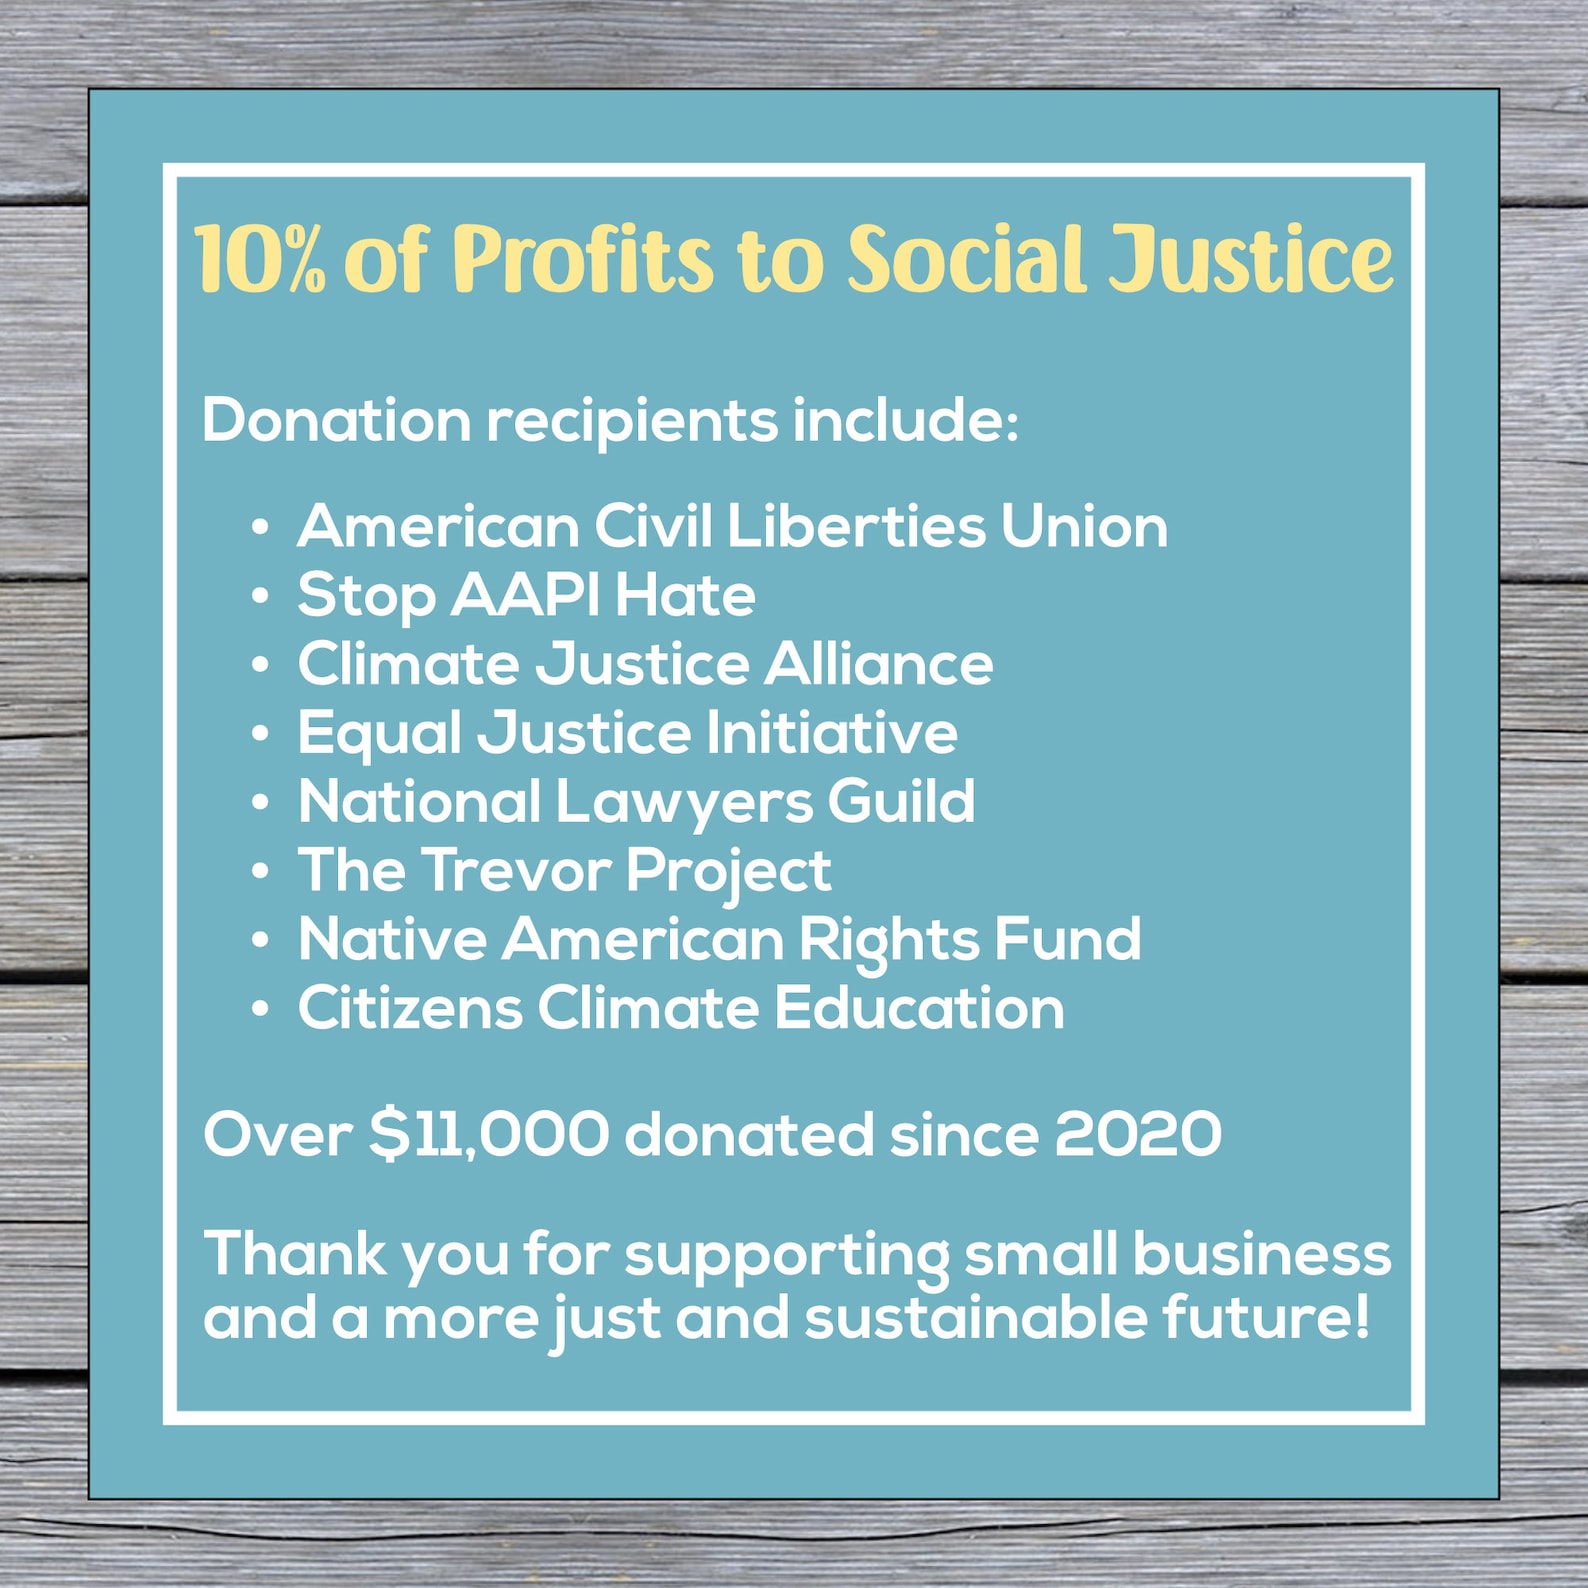 10% of Profits to Social Justice
Donation recipients include:
• American Civil Liberties Union
• Stop AAPI Hate
• Climate Justice Alliance
• Equal Justice Initiative
• National Lawyers Guild
• The Trevor Project
• Native American Rights Fund
• Citizens Climate Education
Over $11,000 donated since 2020
Thank you for supporting small business
and a more just and sustainable future!